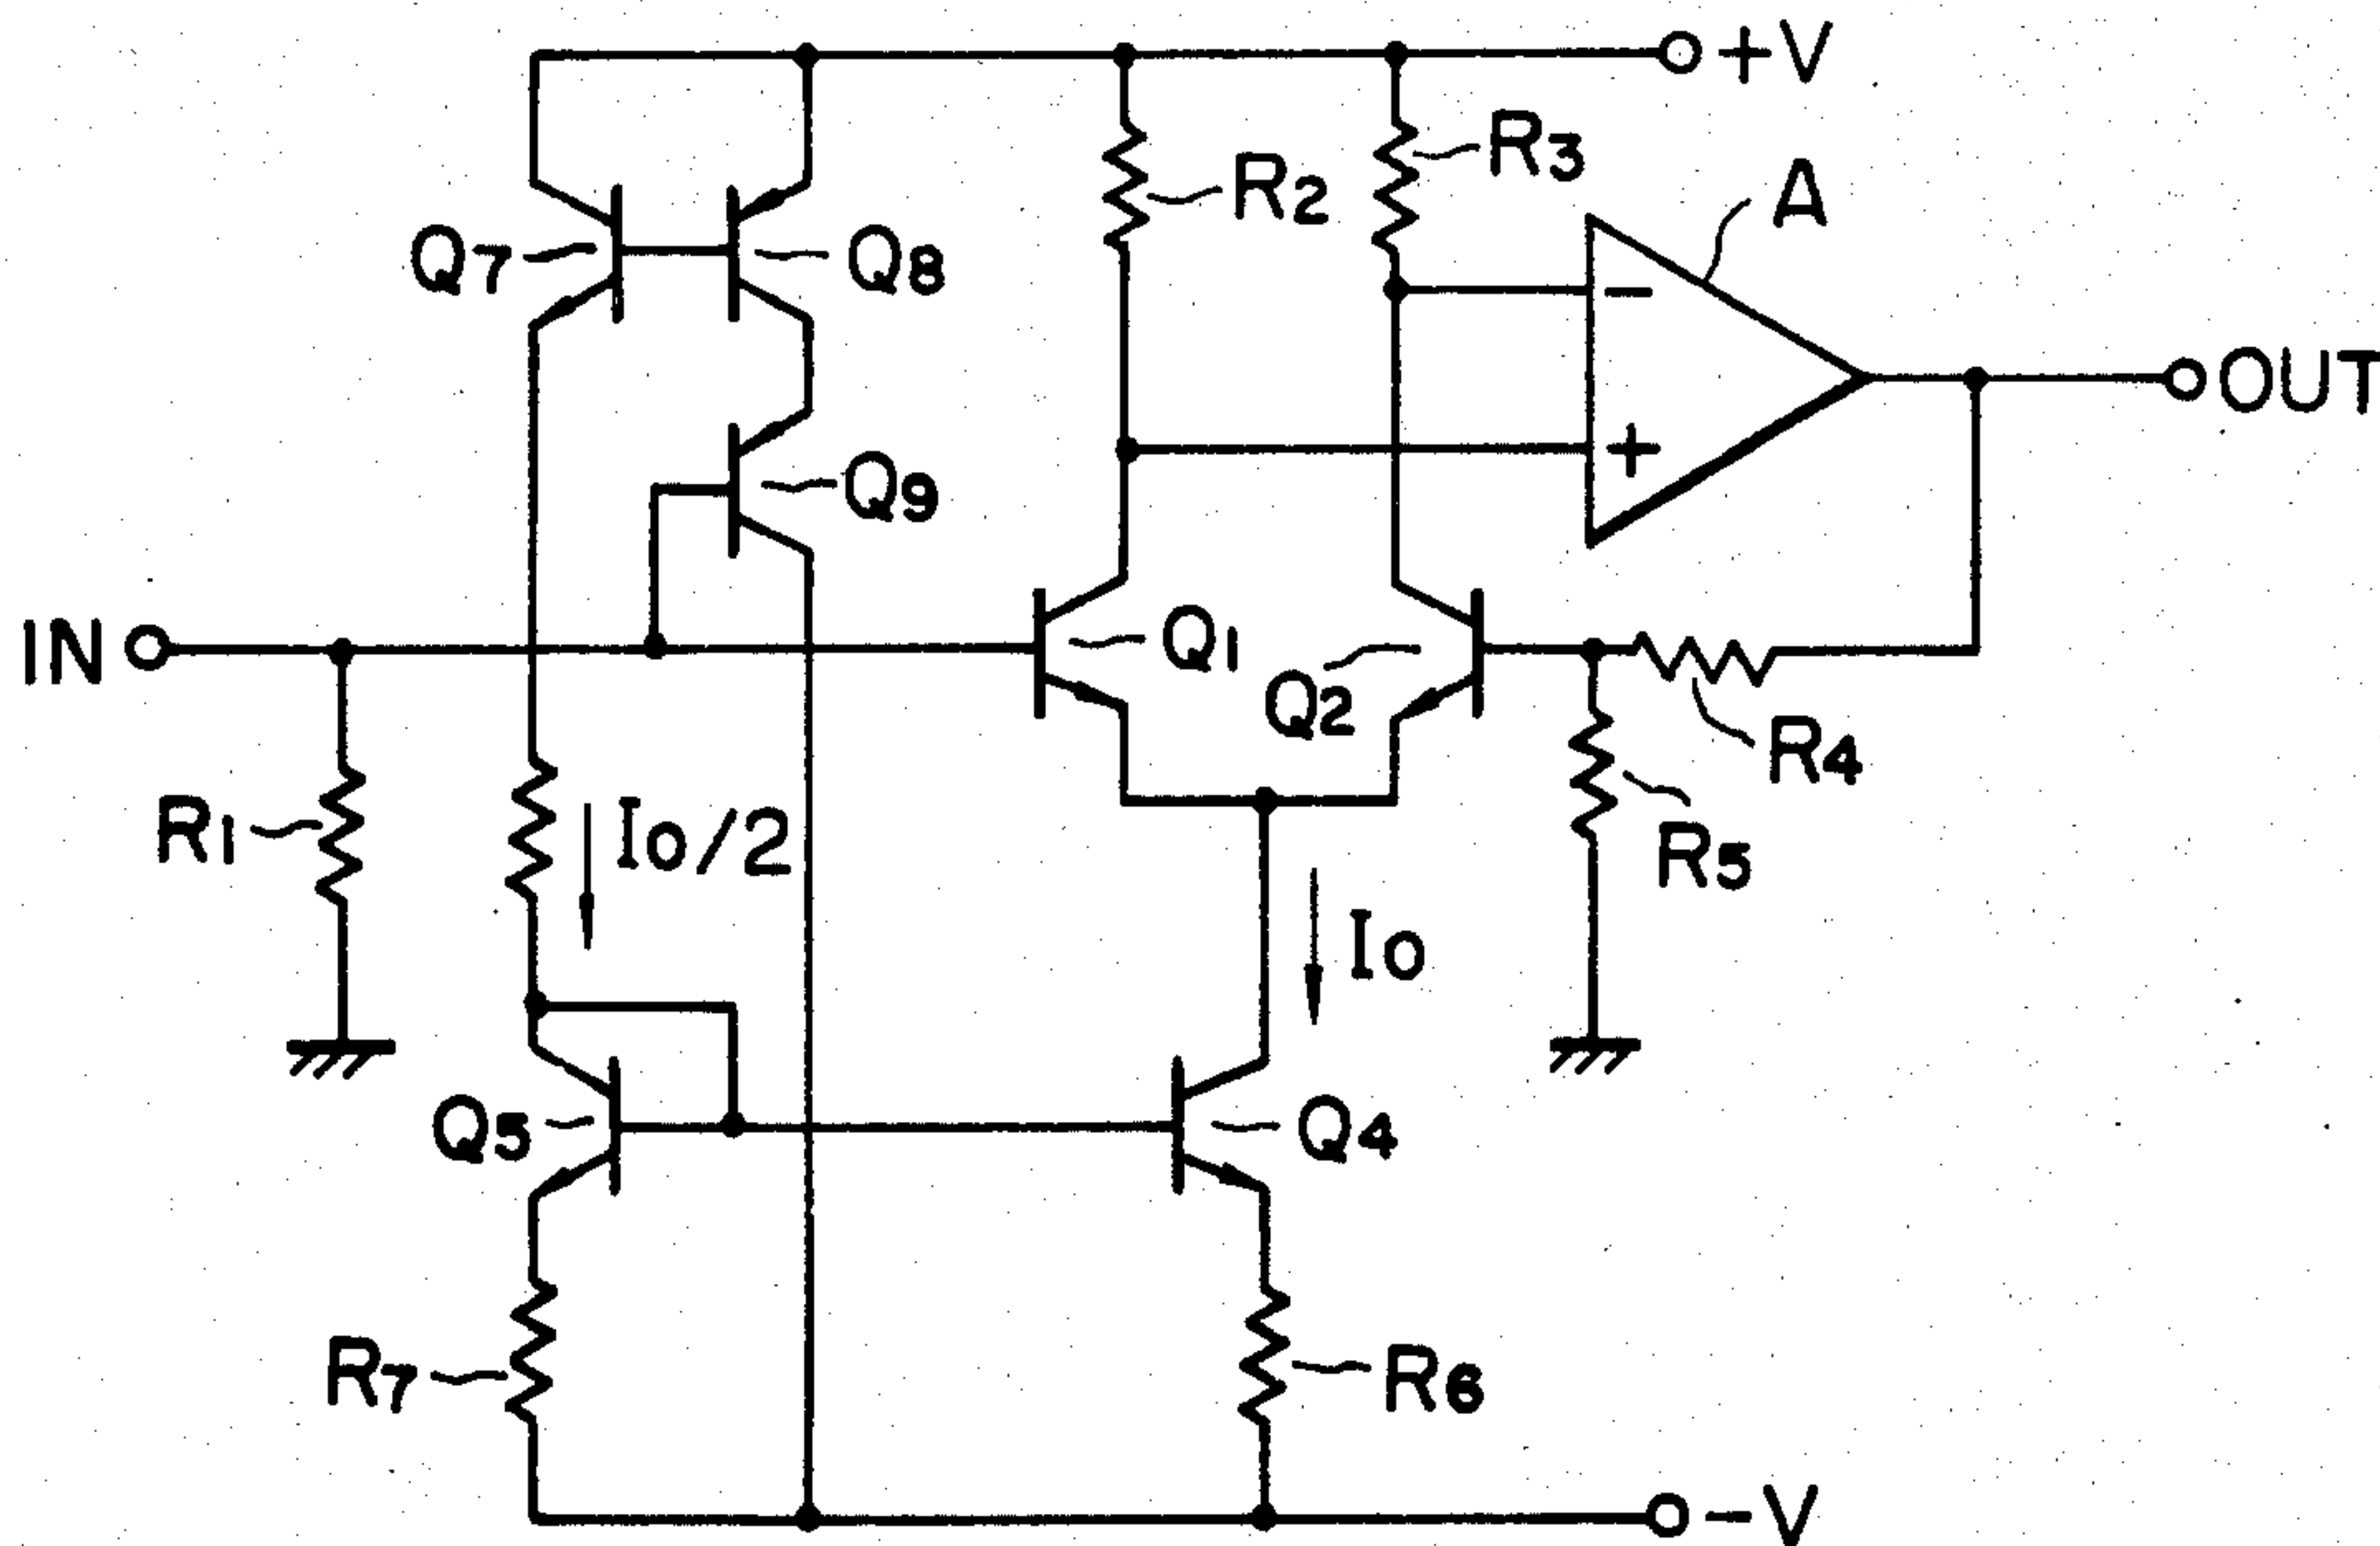 +V
R3
A
R2
Q7
Q8
−
OUT
+
Q9
IN
Q1
Q2
R4
R1
Io/2
R5
Io
Q5
Q4
R7
R6
−V